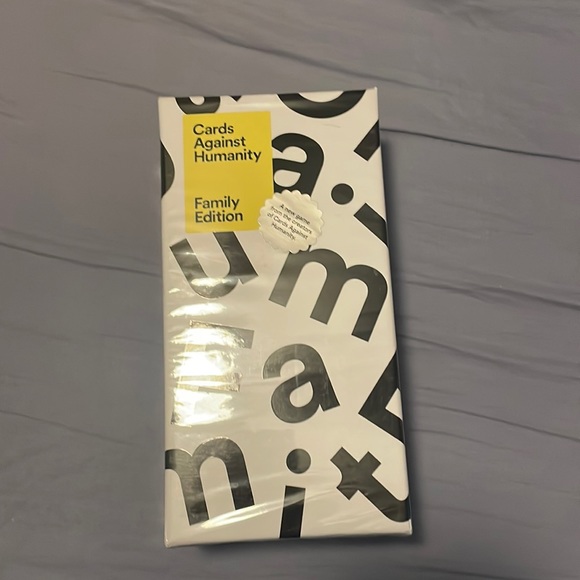 Cards
Against
Humanity
Family
Edition
A new game
from the creators
of Cards Against
Humanity.
a
.
i
u
m
a
m
i
t